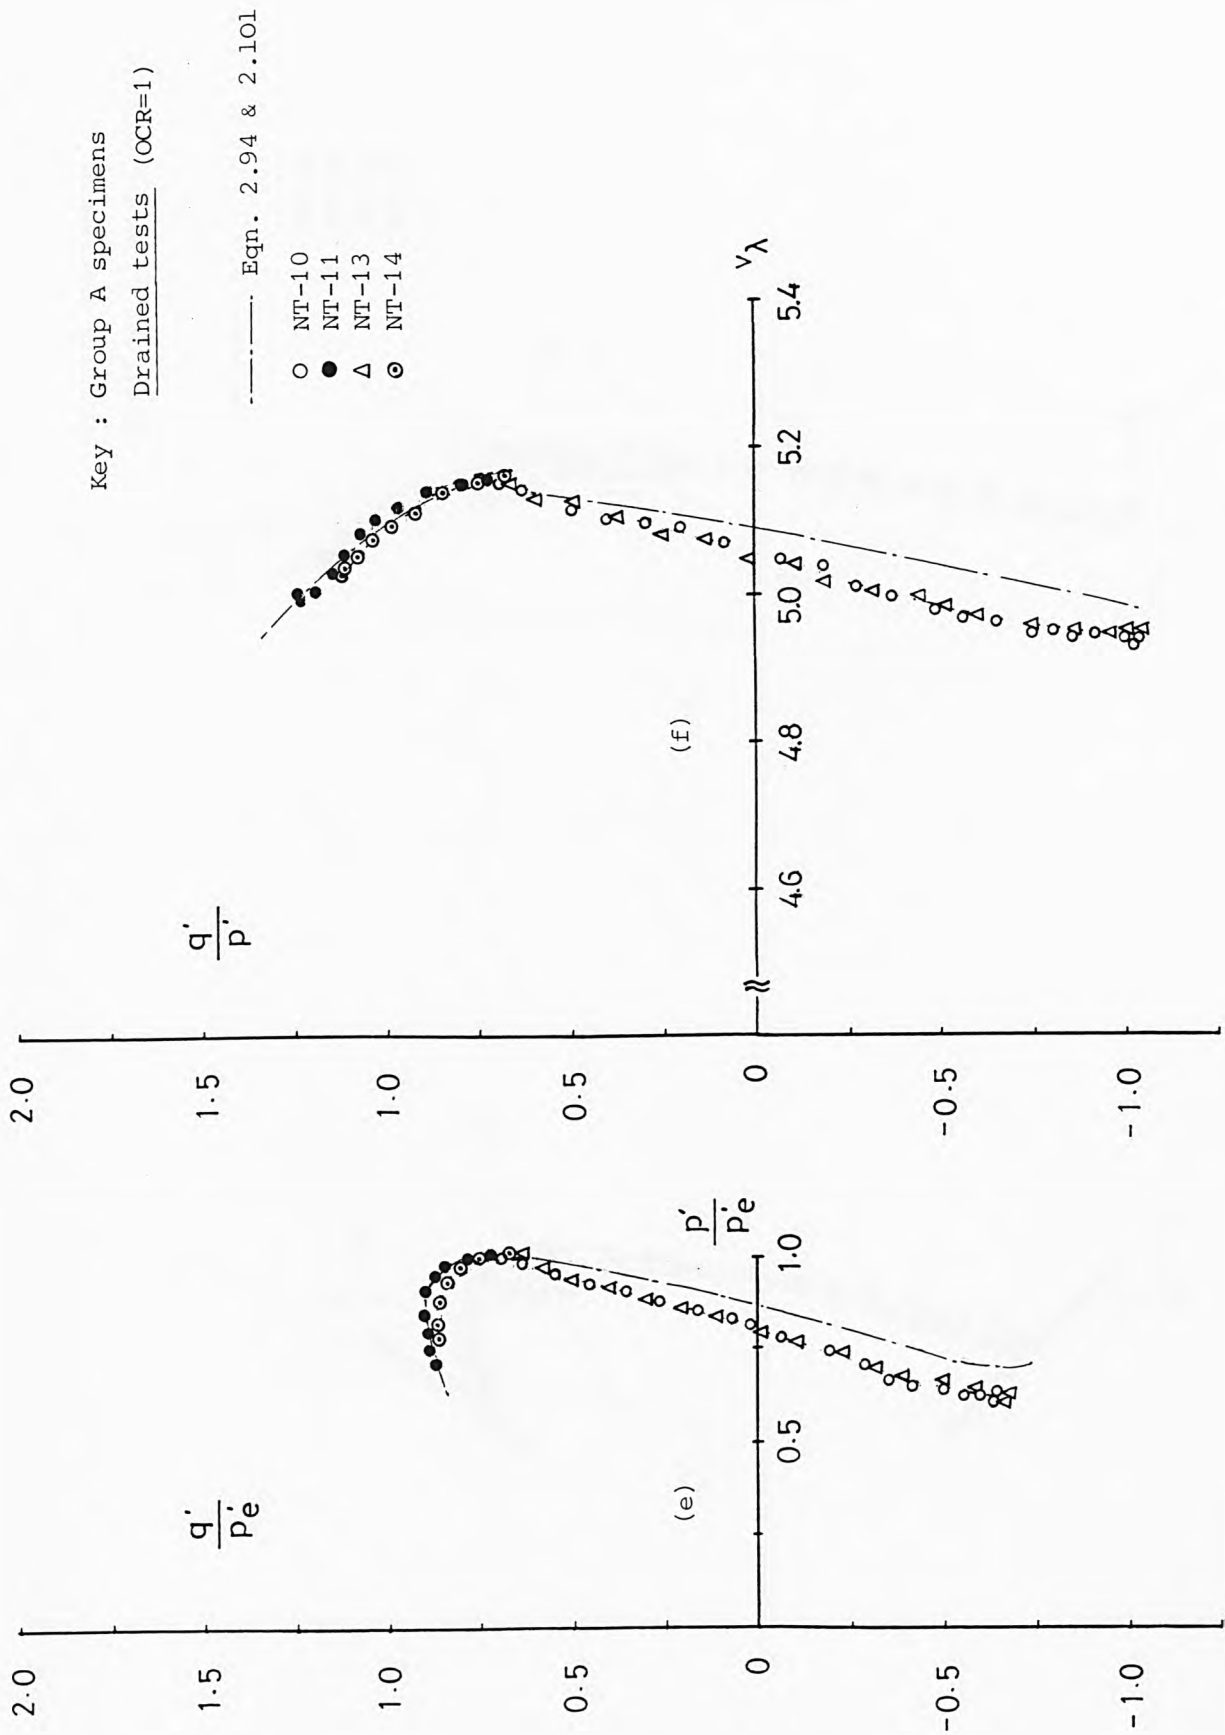 Key : Group A specimens
Drained tests (OCR=1)
Eqn. 2.94 & 2.101
NT-10
NT-11
NT-13
NT-14
q'
p'e
2.0
1.5
1.0
0.5
0
-0.5
-1.0
(e)
0.5
1.0
p'
p'e
q'
p'
2.0
1.5
1.0
0.5
0
-0.5
-1.0
(f)
4.6
4.8
5.0
5.2
5.4
vλ